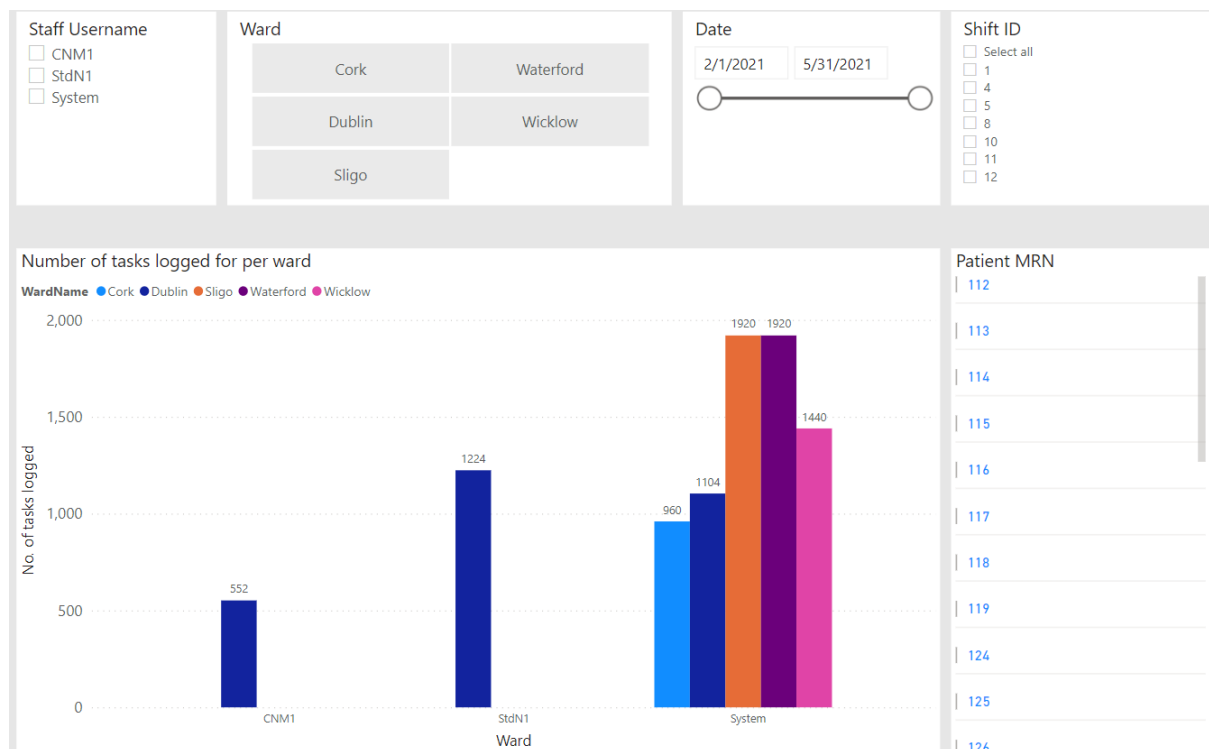 Staff Username
CNM1
StdN1
System
Ward
Cork
Waterford
Dublin
Wicklow
Sligo
Date
2/1/2021
5/31/2021
Shift ID
Select all
1
4
5
8
10
11
12
Number of tasks logged for per ward
WardName Cork Dublin Sligo Waterford Wicklow
No. of tasks logged
2,000
1,500
1,000
500
0
552
1224
960
1104
1920
1920
1440
CNM1
StdN1
System
Ward
Patient MRN
112
113
114
115
116
117
118
119
124
125
126